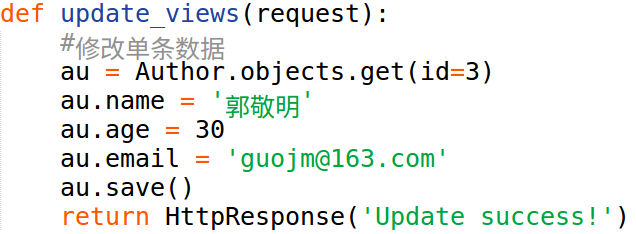 def update_views(request):
    #修改单条数据
    au = Author.objects.get(id=3)
    au.name = '郭敬明'
    au.age = 30
    au.email = 'guojm@163.com'
    au.save()
    return HttpResponse('Update success!')